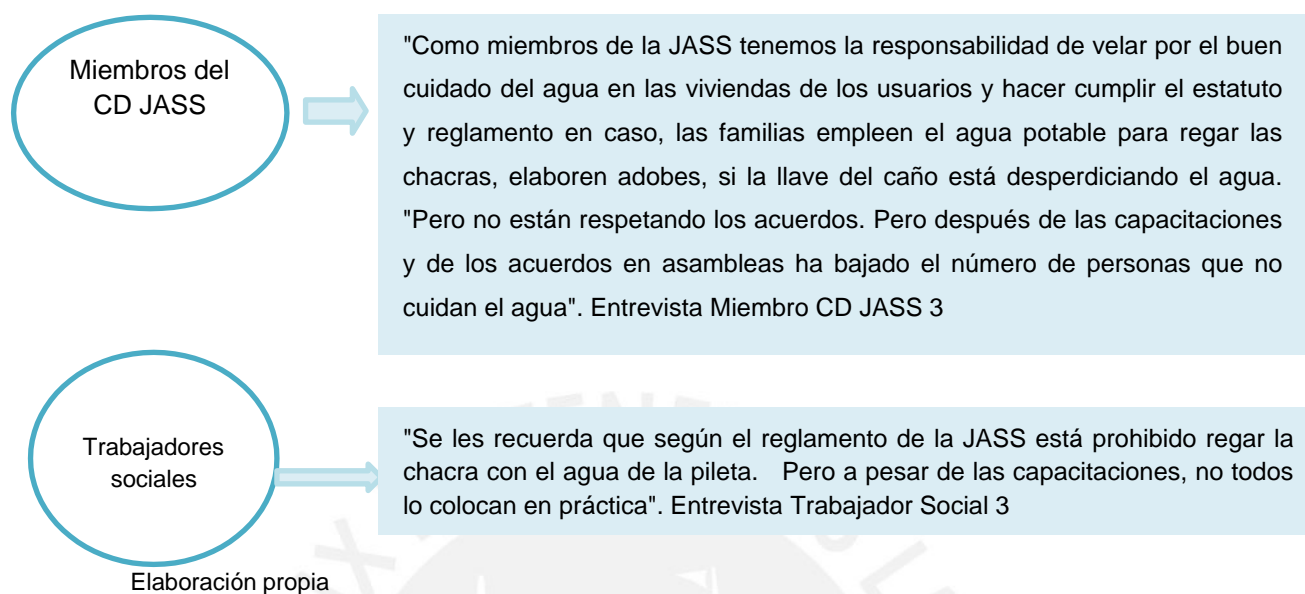 Miembros del
CD JASS
"Como miembros de la JASS tenemos la responsabilidad de velar por el buen
cuidado del agua en las viviendas de los usuarios y hacer cumplir el estatuto
y reglamento en caso, las familias empleen el agua potable para regar las
chacras, elaboren adobes, si la llave del caño está desperdiciando el agua.
"Pero no están respetando los acuerdos. Pero después de las capacitaciones
y de los acuerdos en asambleas ha bajado el número de personas que no
cuidan el agua". Entrevista Miembro CD JASS 3
Trabajadores
sociales
"Se les recuerda que según el reglamento de la JASS está prohibido regar la
chacra con el agua de la pileta. Pero a pesar de las capacitaciones, no todos
lo colocan en práctica". Entrevista Trabajador Social 3
Elaboración propia